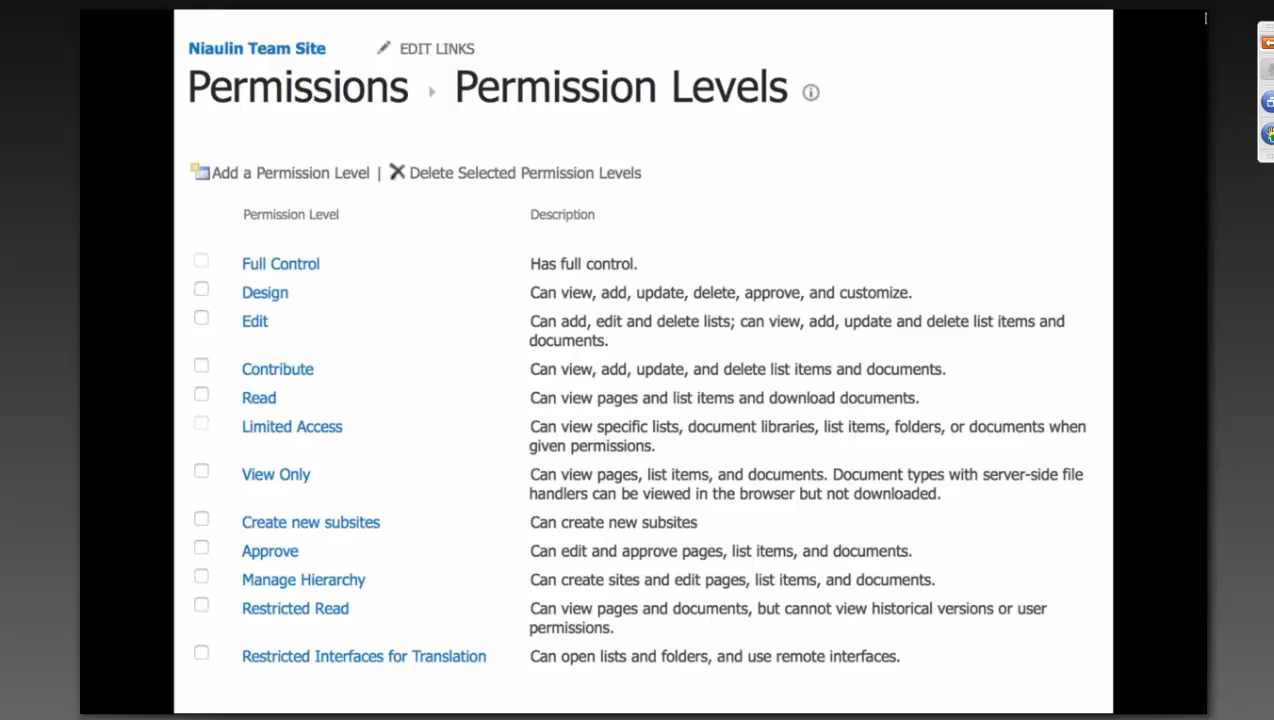 Niaulin Team Site EDIT LINKS
Permissions Permission Levels
Add a Permission Level | Delete Selected Permission Levels
Permission Level Description
Full Control Has full control.
Design Can view, add, update, delete, approve, and customize.
Edit Can add, edit and delete lists; can view, add, update and delete list items and
documents.
Contribute Can view, add, update, and delete list items and documents.
Read Can view pages and list items and download documents.
Limited Access Can view specific lists, document libraries, list items, folders, or documents when
given permissions.
View Only Can view pages, list items, and documents. Document types with server-side file
handlers can be viewed in the browser but not downloaded.
Create new subsites Can create new subsites
Approve Can edit and approve pages, list items, and documents.
Manage Hierarchy Can create sites and edit pages, list items, and documents.
Restricted Read Can view pages and documents, but cannot view historical versions or user
permissions.
Restricted Interfaces for Translation Can open lists and folders, and use remote interfaces.